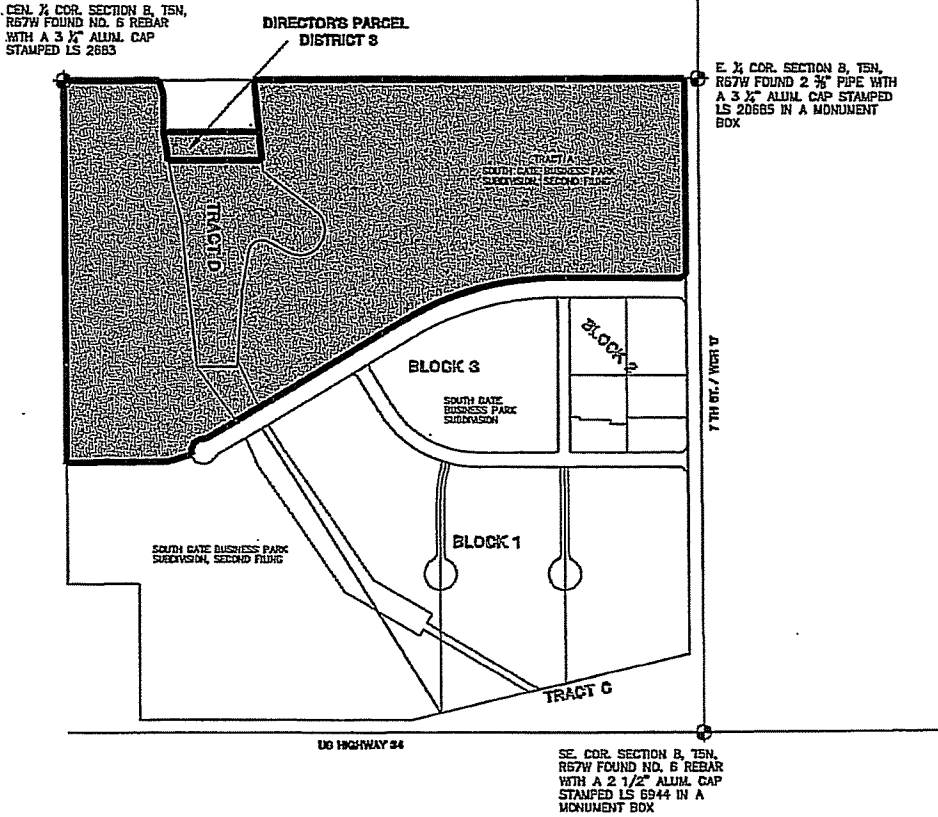 CEN. ¼ COR. SECTION 8, T5N,
R67W FOUND NO. 6 REBAR
WITH A 3 ¼" ALUM. CAP
STAMPED LS 2683
DIRECTOR'S PARCEL
DISTRICT 3
E. ¼ COR. SECTION 8, T5N,
R67W FOUND 2 ⅜" PIPE WITH
A 3 ¼" ALUM. CAP STAMPED
LS 20685 IN A MONUMENT
BOX
TRACT A
SOUTH GATE BUSINESS PARK
SUBDIVISION, SECOND FILING
TRACT D
BLOCK 2
BLOCK 3
7TH ST. / WCR 17
SOUTH GATE
BUSINESS PARK
SUBDIVISION
SOUTH GATE BUSINESS PARK
SUBDIVISION, SECOND FILING
BLOCK 1
TRACT C
US HIGHWAY 34
SE. COR. SECTION 8, T5N,
R67W FOUND NO. 6 REBAR
WITH A 2 1/2" ALUM. CAP
STAMPED LS 6944 IN A
MONUMENT BOX